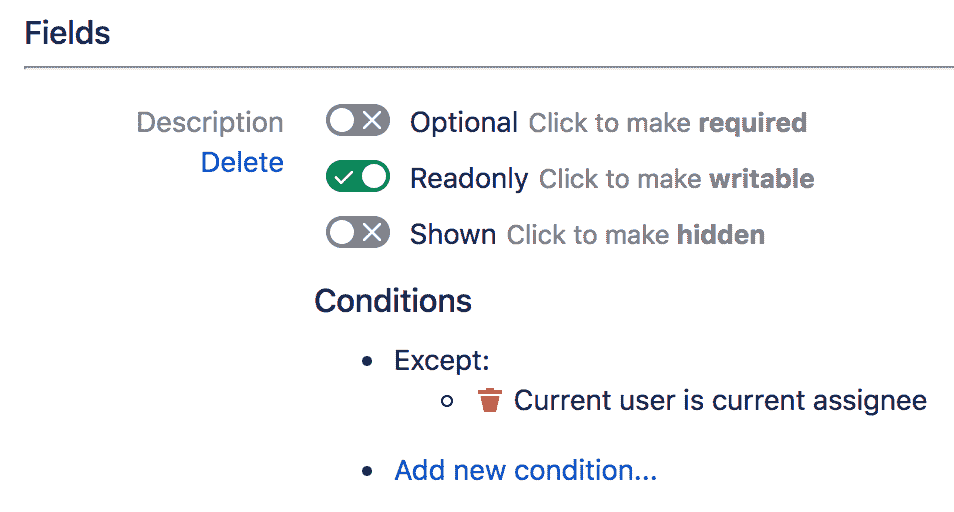 Fields
Description
Optional Click to make required
Delete
Readonly Click to make writable
Shown Click to make hidden
Conditions
Except:
Current user is current assignee
Add new condition...